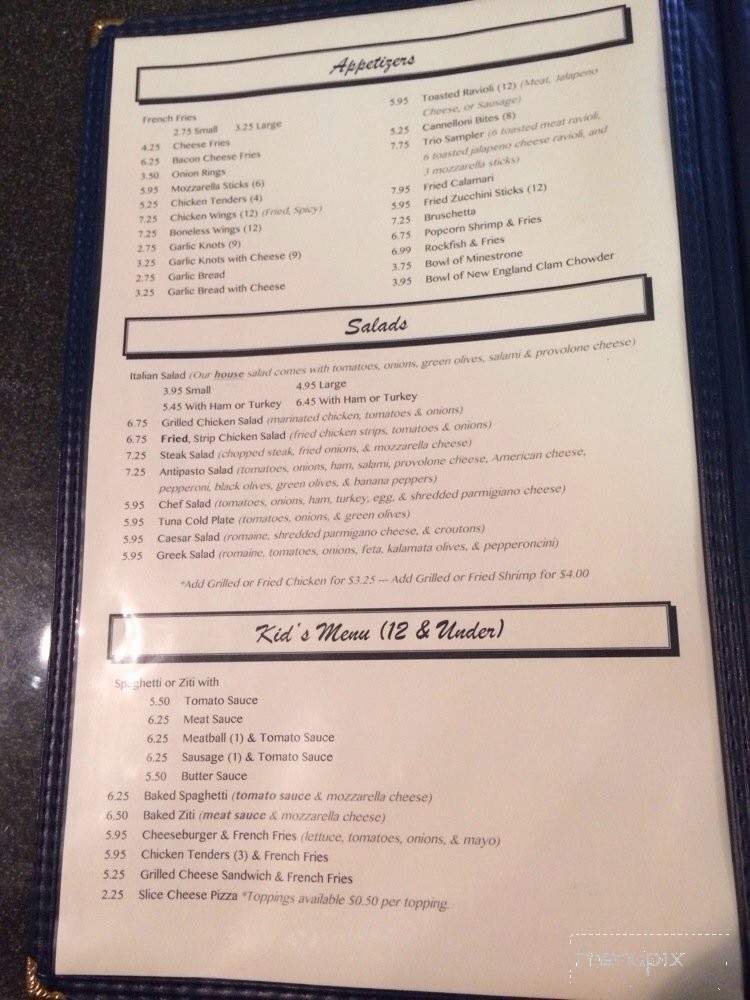 Appetizers
French Fries
2.75 Small 3.25 Large
4.25 Cheese Fries
6.25 Bacon Cheese Fries
3.50 Onion Rings
5.95 Mozzarella Sticks (6)
5.25 Chicken Tenders (4)
7.25 Chicken Wings (12) (Fried, Spicy)
7.25 Boneless Wings (12)
2.75 Garlic Knots (9)
3.25 Garlic Knots with Cheese (9)
2.75 Garlic Bread
3.25 Garlic Bread with Cheese
5.95 Toasted Ravioli (12) (Meat, Jalapeno
Cheese, or Sausage)
5.25 Cannelloni Bites (8)
7.75 Trio Sampler (6 toasted meat ravioli,
6 toasted jalapeno cheese ravioli, and
3 mozzarella sticks)
7.95 Fried Calamari
5.95 Fried Zucchini Sticks (12)
7.25 Bruschetta
6.75 Popcorn Shrimp & Fries
6.99 Rockfish & Fries
3.75 Bowl of Minestrone
3.95 Bowl of New England Clam Chowder
Salads
Italian Salad (Our house salad comes with tomatoes, onions, green olives, salami & provolone cheese)
3.95 Small 4.95 Large
5.45 With Ham or Turkey 6.45 With Ham or Turkey
6.75 Grilled Chicken Salad (marinated chicken, tomatoes & onions)
6.75 Fried, Strip Chicken Salad (fried chicken strips, tomatoes & onions)
7.25 Steak Salad (chopped steak, fried onions, & mozzarella cheese)
7.25 Antipasto Salad (tomatoes, onions, ham, salami, provolone cheese, American cheese,
pepperoni, black olives, green olives, & banana peppers)
5.95 Chef Salad (tomatoes, onions, ham, turkey, egg, & shredded parmigiano cheese)
5.95 Tuna Cold Plate (tomatoes, onions, & green olives)
5.95 Caesar Salad (romaine, shredded parmigiano cheese, & croutons)
5.95 Greek Salad (romaine, tomatoes, onions, feta, kalamata olives, & pepperoncini)
*Add Grilled or Fried Chicken for $3.25 — Add Grilled or Fried Shrimp for $4.00
Kid's Menu (12 & Under)
Spaghetti or Ziti with
5.50 Tomato Sauce
6.25 Meat Sauce
6.25 Meatball (1) & Tomato Sauce
6.25 Sausage (1) & Tomato Sauce
5.50 Butter Sauce
6.25 Baked Spaghetti (tomato sauce & mozzarella cheese)
6.50 Baked Ziti (meat sauce & mozzarella cheese)
5.95 Cheeseburger & French Fries (lettuce, tomatoes, onions, & mayo)
5.95 Chicken Tenders (3) & French Fries
5.25 Grilled Cheese Sandwich & French Fries
2.25 Slice Cheese Pizza *Toppings available $0.50 per topping.
menupix